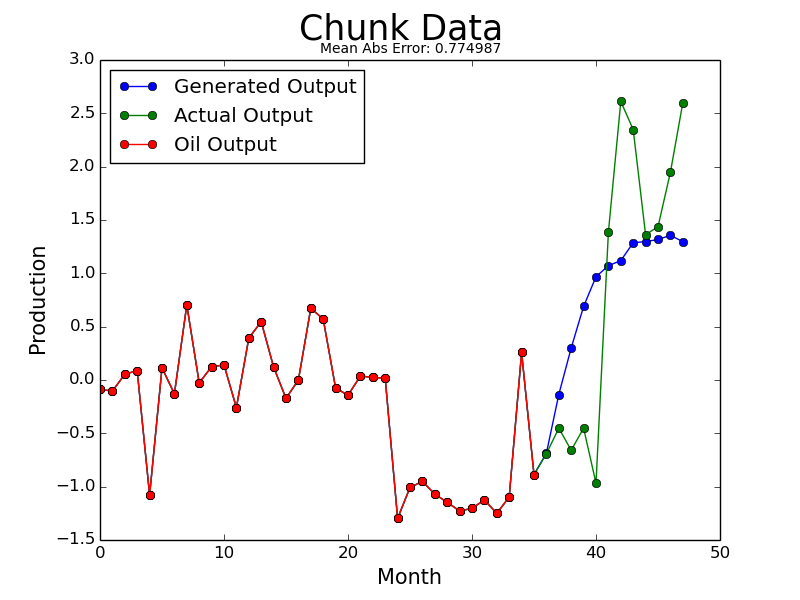 Chunk Data
Mean Abs Error: 0.774987
3.0
2.5
2.0
1.5
1.0
0.5
0.0
−0.5
−1.0
−1.5
Generated Output
Actual Output
Oil Output
Production
0 10 20 30 40 50
Month